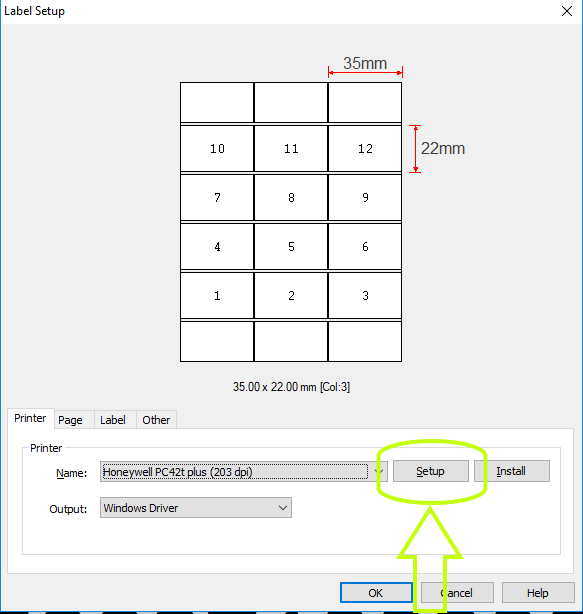 Label Setup
35mm
10 11 12
22mm
7 8 9
4 5 6
1 2 3
35.00 x 22.00 mm [Col:3]
Printer Page Label Other
Printer
Name: Honeywell PC42t plus (203 dpi) Setup Install
Output: Windows Driver
OK Cancel Help